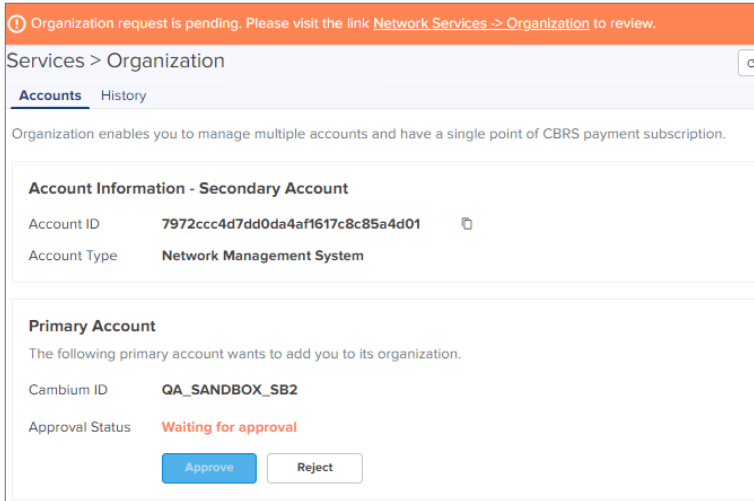 Organization request is pending. Please visit the link Network Services -> Organization to review.
Services > Organization
Accounts History
Organization enables you to manage multiple accounts and have a single point of CBRS payment subscription.
Account Information - Secondary Account
Account ID 7972ccc4d7dd0da4af1617c8c85a4d01
Account Type Network Management System
Primary Account
The following primary account wants to add you to its organization.
Cambium ID QA_SANDBOX_SB2
Approval Status Waiting for approval
Approve Reject